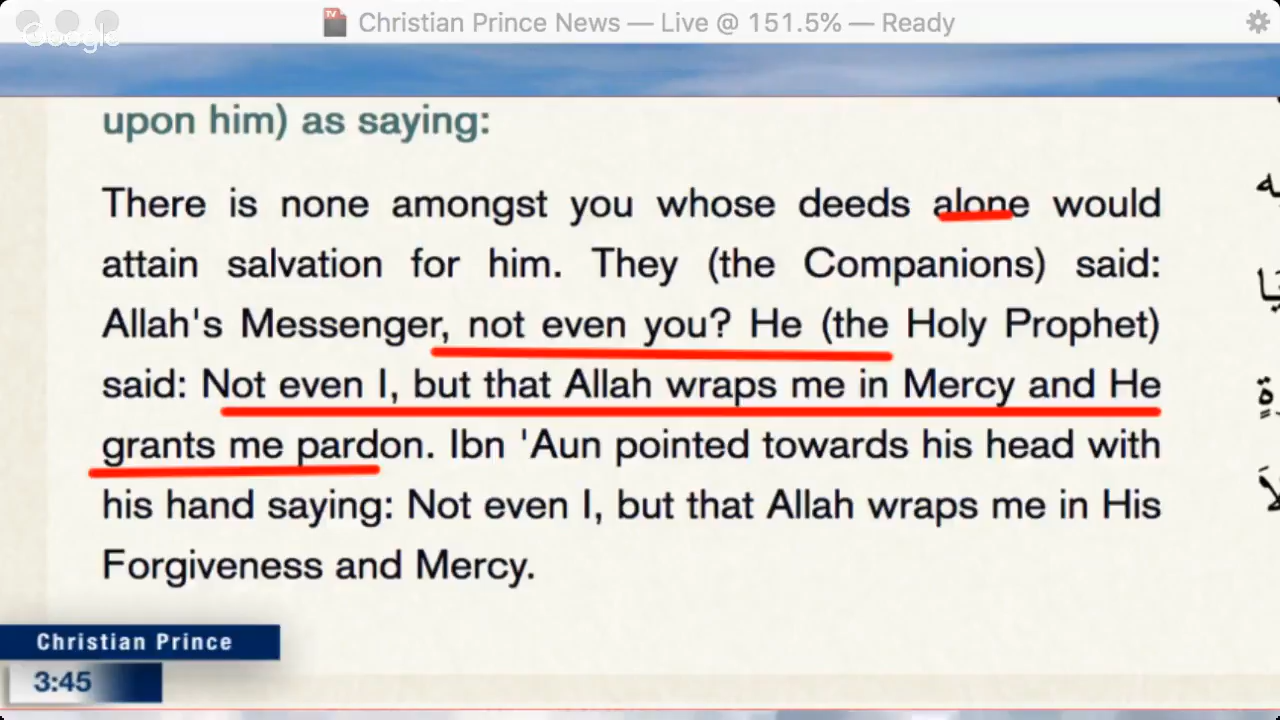 Christian Prince News — Live @ 151.5% — Ready
Google
upon him) as saying:
There is none amongst you whose deeds alone would
attain salvation for him. They (the Companions) said:
Allah's Messenger, not even you? He (the Holy Prophet)
said: Not even I, but that Allah wraps me in Mercy and He
grants me pardon. Ibn 'Aun pointed towards his head with
his hand saying: Not even I, but that Allah wraps me in His
Forgiveness and Mercy.
Christian Prince
3:45